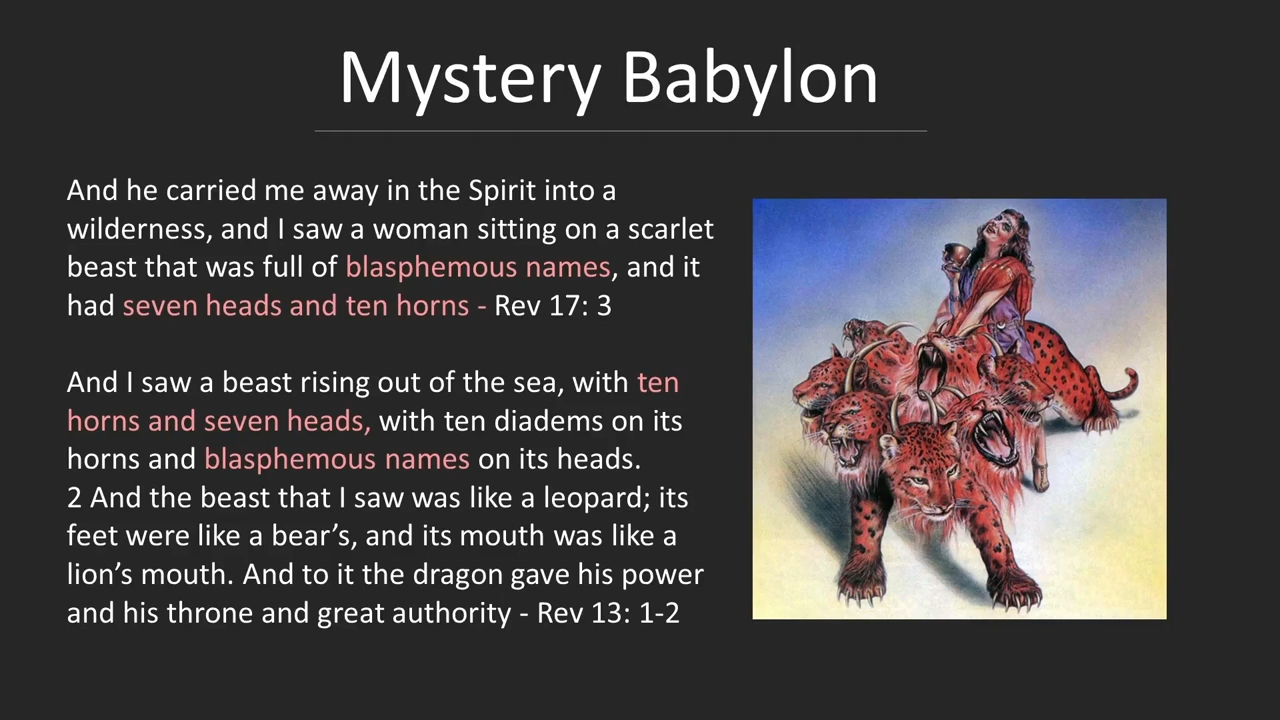 Mystery Babylon
And he carried me away in the Spirit into a
wilderness, and I saw a woman sitting on a scarlet
beast that was full of blasphemous names, and it
had seven heads and ten horns - Rev 17: 3
And I saw a beast rising out of the sea, with ten
horns and seven heads, with ten diadems on its
horns and blasphemous names on its heads.
2 And the beast that I saw was like a leopard; its
feet were like a bear’s, and its mouth was like a
lion’s mouth. And to it the dragon gave his power
and his throne and great authority - Rev 13: 1-2